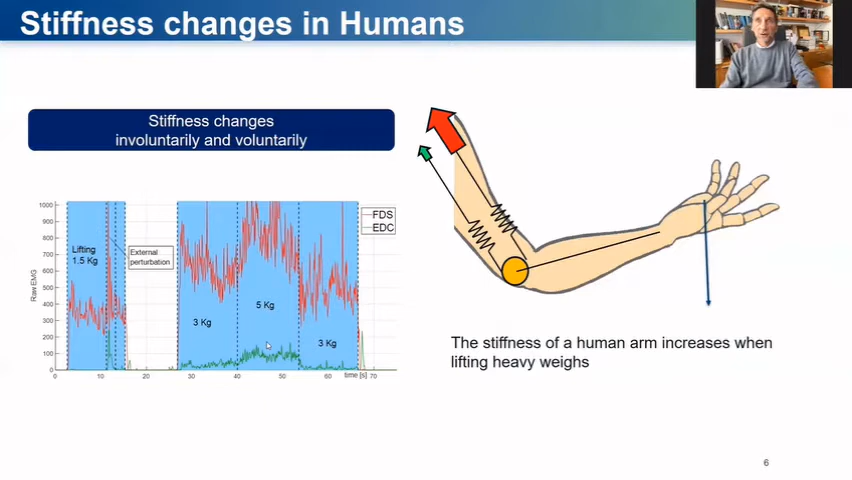 Stiffness changes in Humans
Stiffness changes
involuntarily and voluntarily
1000
900
800
700
600
500
400
300
200
100
0
Raw EMG
Lifting
1.5 Kg
External
perturbation
3 Kg
5 Kg
3 Kg
FDS
EDC
0 10 20 30 40 50 60 time [s] 70
The stiffness of a human arm increases when
lifting heavy weighs
6